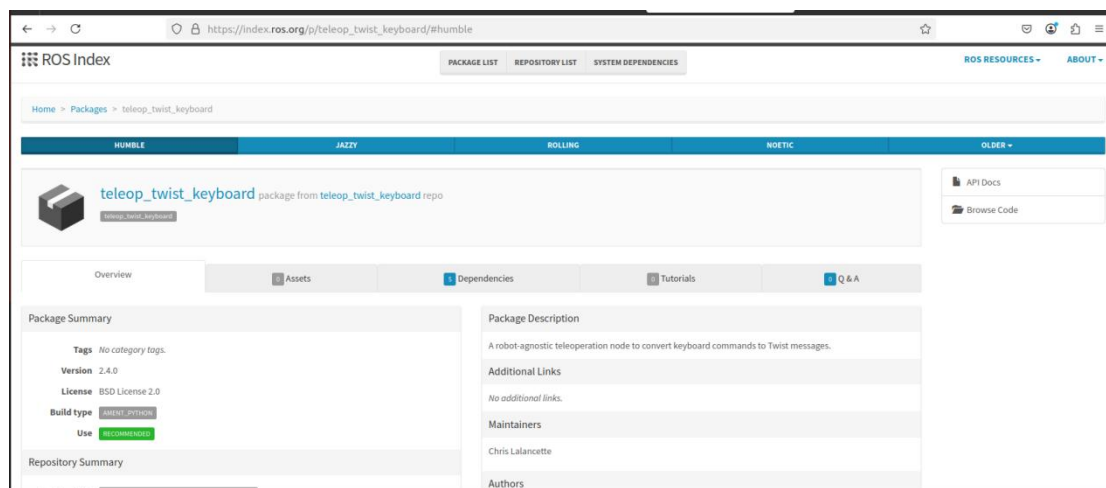 https://index.ros.org/p/teleop_twist_keyboard/#humble
ROS Index
PACKAGE LIST REPOSITORY LIST SYSTEM DEPENDENCIES
ROS RESOURCES ABOUT
Home > Packages > teleop_twist_keyboard
HUMBLE JAZZY ROLLING NOETIC OLDER
teleop_twist_keyboard package from teleop_twist_keyboard repo
teleop_twist_keyboard
API Docs
Browse Code
Overview 0 Assets 5 Dependencies 0 Tutorials 0 Q & A
Package Summary
Tags No category tags.
Version 2.4.0
License BSD License 2.0
Build type AMENT_PYTHON
Use RECOMMENDED
Repository Summary
Package Description
A robot-agnostic teleoperation node to convert keyboard commands to Twist messages.
Additional Links
No additional links.
Maintainers
Chris Lalancette
Authors